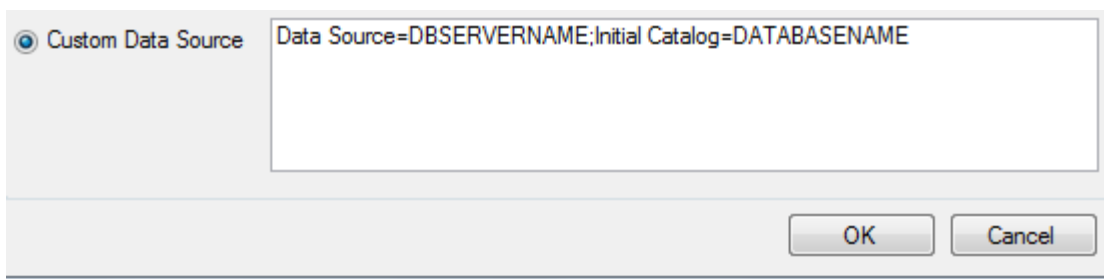 Custom Data Source
Data Source=DBSERVERNAME;Initial Catalog=DATABASENAME
OK
Cancel